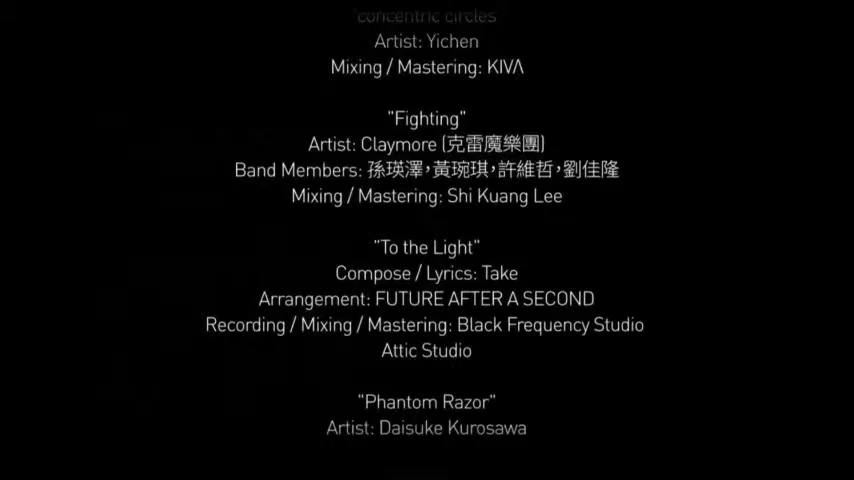 "concentric circles
Artist: Yichen
Mixing / Mastering: KIVΛ
"Fighting"
Artist: Claymore (克雷魔樂團)
Band Members: 孫瑛澤,黃琬琪,許維哲,劉佳隆
Mixing / Mastering: Shi Kuang Lee
"To the Light"
Compose / Lyrics: Take
Arrangement: FUTURE AFTER A SECOND
Recording / Mixing / Mastering: Black Frequency Studio
Attic Studio
"Phantom Razor"
Artist: Daisuke Kurosawa